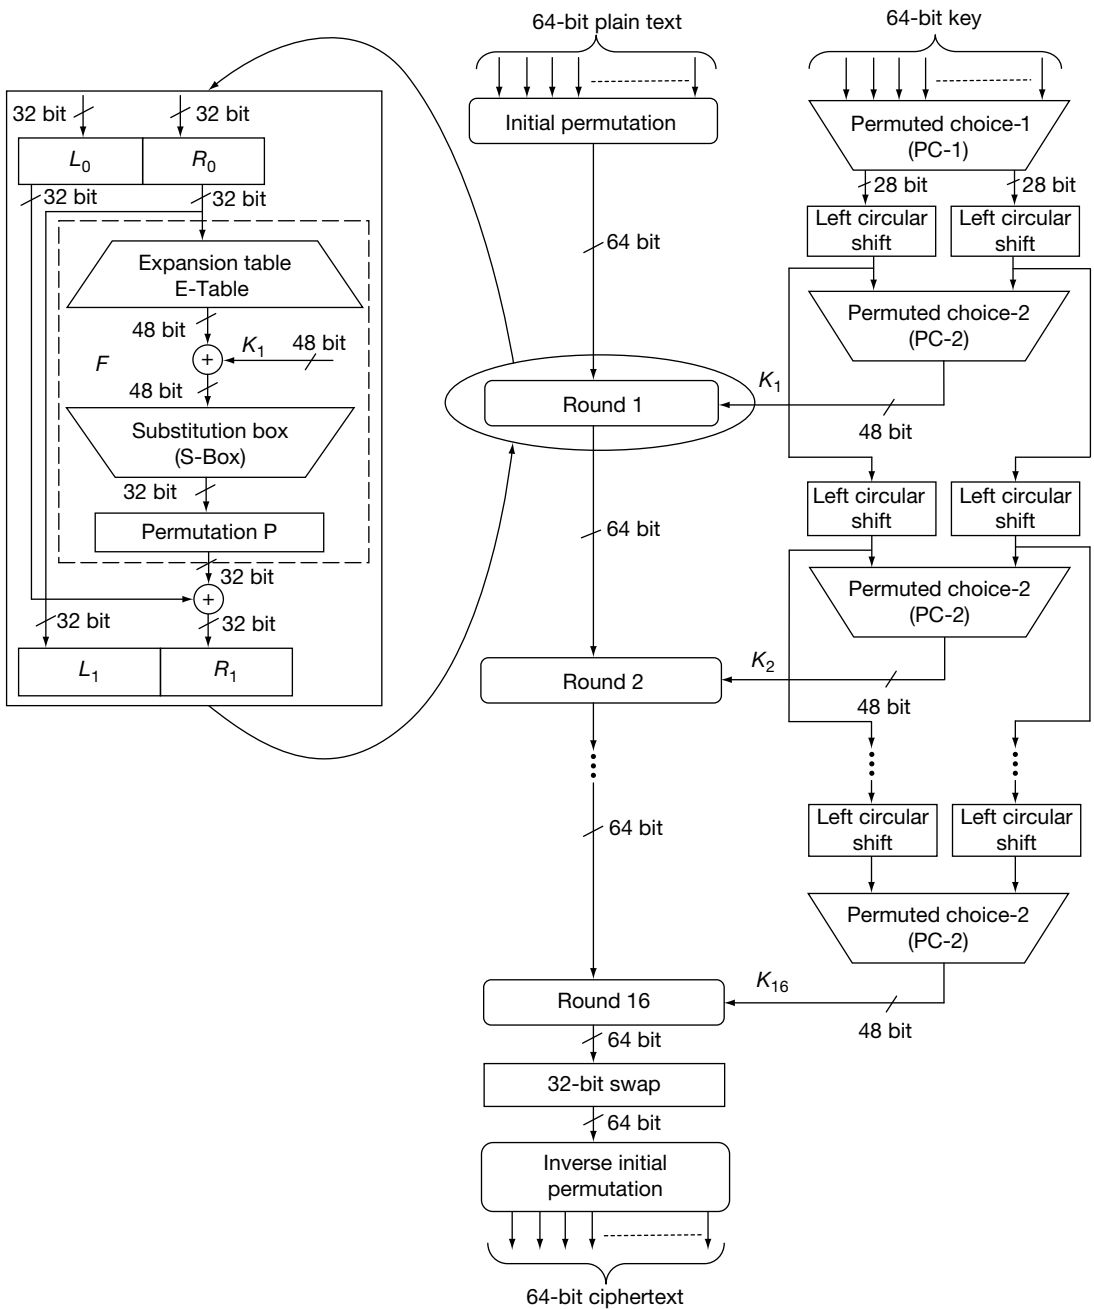 64-bit plain text
64-bit key
Initial permutation
Permuted choice-1
(PC-1)
28 bit
28 bit
Left circular
shift
Left circular
shift
64 bit
Permuted choice-2
(PC-2)
K1
48 bit
Round 1
32 bit
32 bit
L0
R0
32 bit
32 bit
Expansion table
E-Table
48 bit
K1
48 bit
+
F
48 bit
Substitution box
(S-Box)
32 bit
Permutation P
32 bit
+
32 bit
32 bit
L1
R1
64 bit
Left circular
shift
Left circular
shift
Permuted choice-2
(PC-2)
K2
48 bit
Round 2
64 bit
Left circular
shift
Left circular
shift
Permuted choice-2
(PC-2)
K16
48 bit
Round 16
64 bit
32-bit swap
64 bit
Inverse initial
permutation
64-bit ciphertext